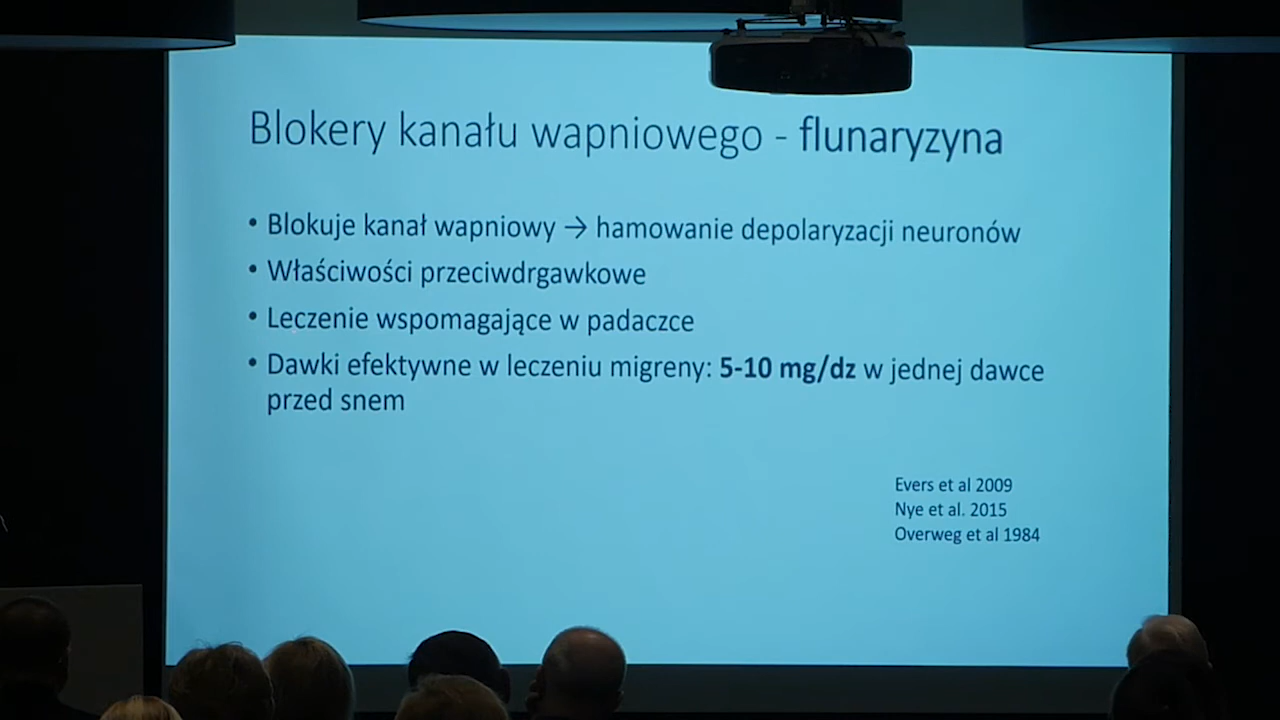 Blokery kanału wapniowego - flunaryzyna
• Blokuje kanał wapniowy → hamowanie depolaryzacji neuronów
• Właściwości przeciwdrgawkowe
• Leczenie wspomagające w padaczce
• Dawki efektywne w leczeniu migreny: 5-10 mg/dz w jednej dawce
przed snem
Evers et al 2009
Nye et al. 2015
Overweg et al 1984